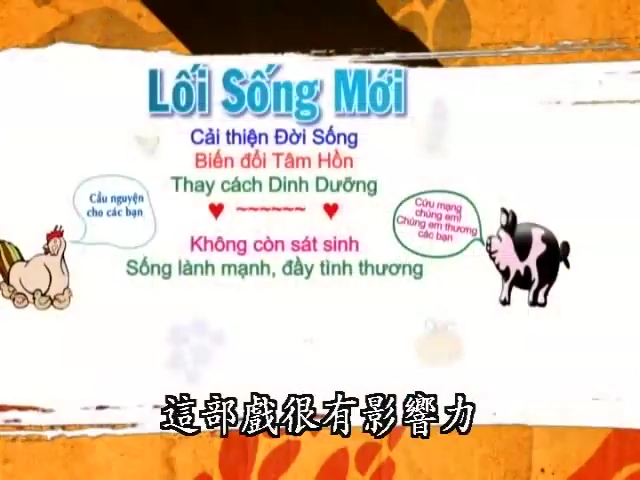 Lối Sống Mới
Cải thiện Đời Sống
Biến đổi Tâm Hồn
Thay cách Dinh Dưỡng
♥ ~~~~~~ ♥
Cầu nguyện
cho các bạn
Cứu mạng
chúng em!
Chúng em thương
các bạn
Không còn sát sinh
Sống lành mạnh, đầy tình thương
這部戲很有影響力